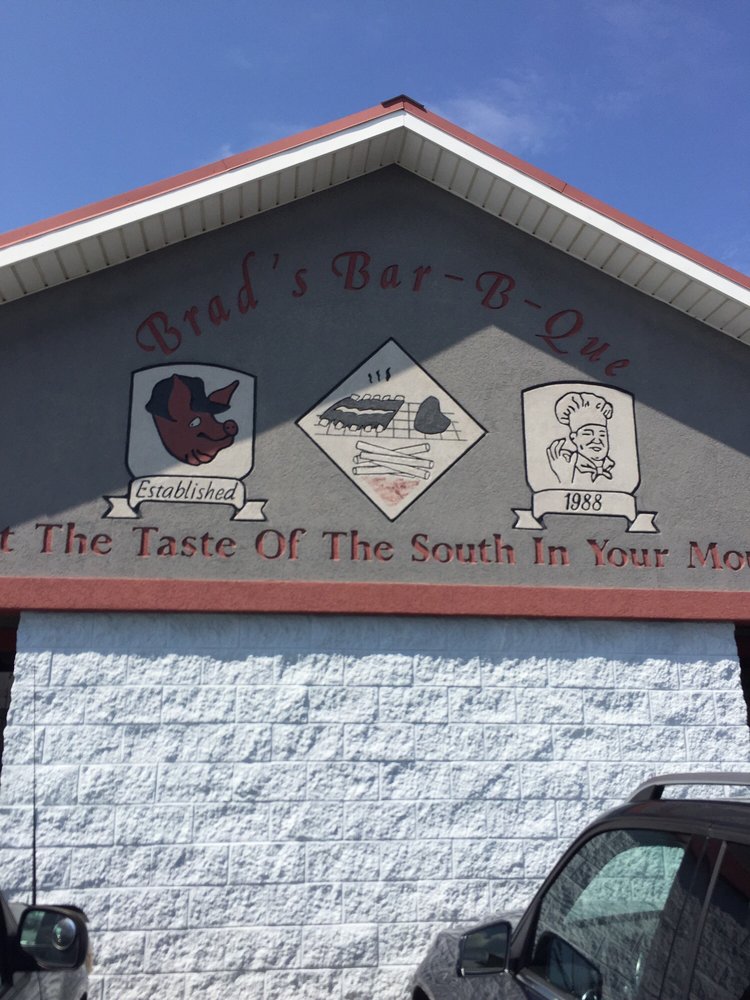 Brad's Bar-B-Que
Established
1988
The Taste Of The South In Your